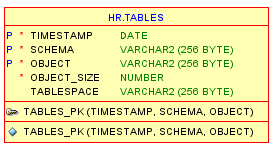 HR.TABLES
P * TIMESTAMP DATE
P * SCHEMA VARCHAR2 (256 BYTE)
P * OBJECT VARCHAR2 (256 BYTE)
* OBJECT_SIZE NUMBER
TABLESPACE VARCHAR2 (256 BYTE)
TABLES_PK (TIMESTAMP, SCHEMA, OBJECT)
TABLES_PK (TIMESTAMP, SCHEMA, OBJECT)